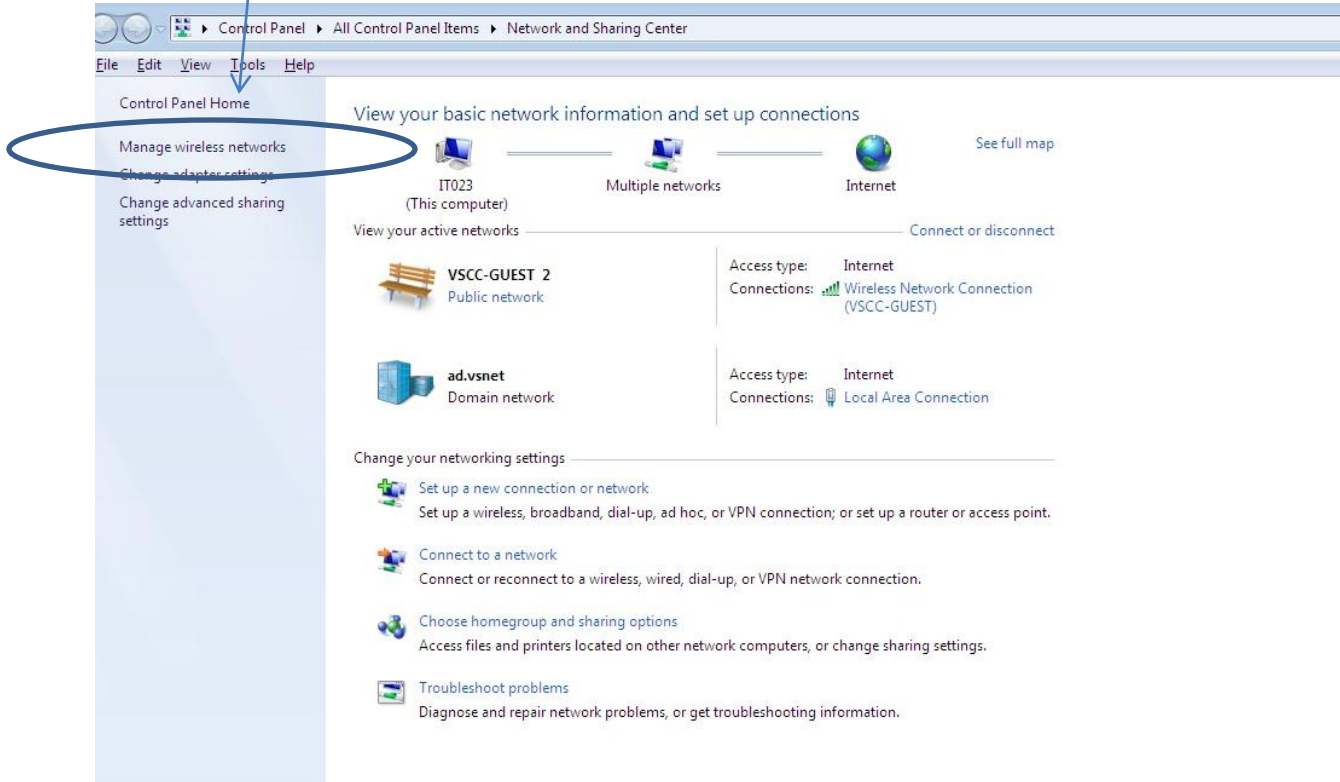 Control Panel ▸ All Control Panel Items ▸ Network and Sharing Center
File Edit View Tools Help
Control Panel Home
Manage wireless networks
Change adapter settings
Change advanced sharing
settings
View your basic network information and set up connections
See full map
IT023
(This computer)
Multiple networks
Internet
View your active networks
Connect or disconnect
VSCC-GUEST 2
Public network
Access type: Internet
Connections: Wireless Network Connection
(VSCC-GUEST)
ad.vsnet
Domain network
Access type: Internet
Connections: Local Area Connection
Change your networking settings
Set up a new connection or network
Set up a wireless, broadband, dial-up, ad hoc, or VPN connection; or set up a router or access point.
Connect to a network
Connect or reconnect to a wireless, wired, dial-up, or VPN network connection.
Choose homegroup and sharing options
Access files and printers located on other network computers, or change sharing settings.
Troubleshoot problems
Diagnose and repair network problems, or get troubleshooting information.